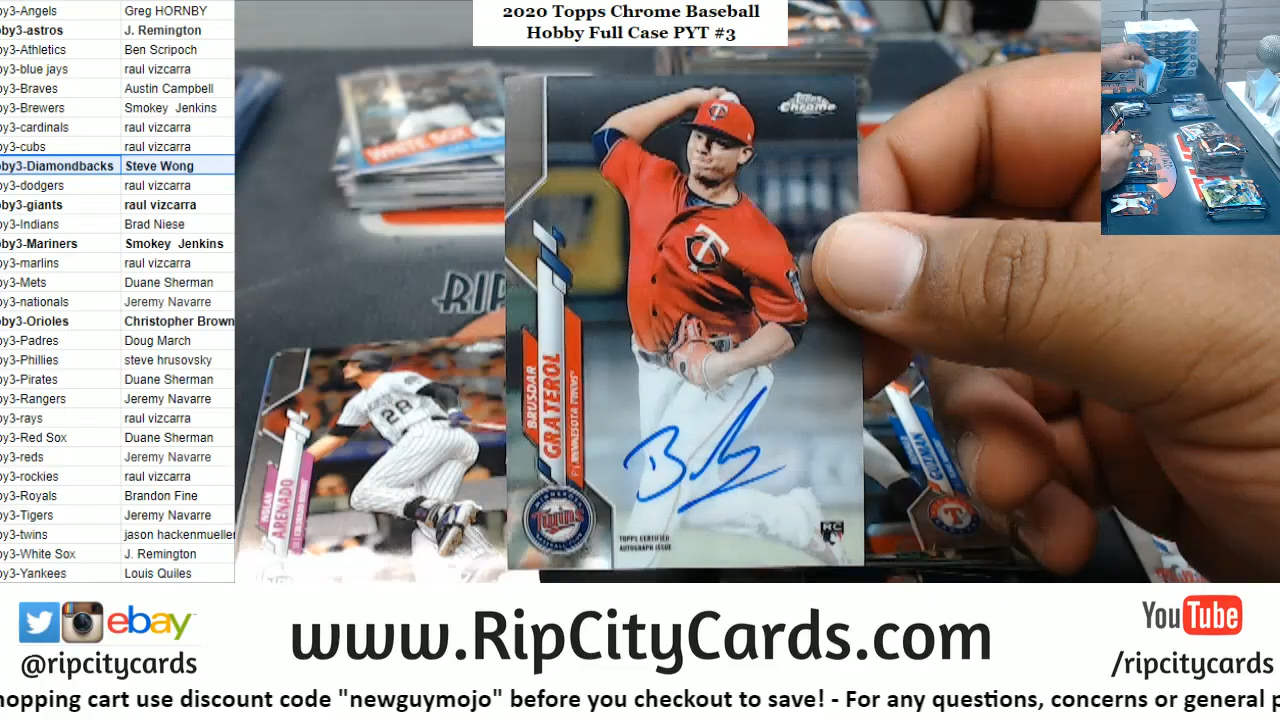 2020 Topps Chrome Baseball
Hobby Full Case PYT #3
by3-Angels Greg HORNBY
by3-astros J. Remington
by3-Athletics Ben Scripoch
by3-blue jays raul vizcarra
by3-Braves Austin Campbell
by3-Brewers Smokey Jenkins
by3-cardinals raul vizcarra
by3-cubs raul vizcarra
by3-Diamondbacks Steve Wong
by3-dodgers raul vizcarra
by3-giants raul vizcarra
by3-Indians Brad Niese
by3-Mariners Smokey Jenkins
by3-marlins raul vizcarra
by3-Mets Duane Sherman
by3-nationals Jeremy Navarre
by3-Orioles Christopher Brown
by3-Padres Doug March
by3-Phillies steve hrusovsky
by3-Pirates Duane Sherman
by3-Rangers Jeremy Navarre
by3-rays raul vizcarra
by3-Red Sox Duane Sherman
by3-reds Jeremy Navarre
by3-rockies raul vizcarra
by3-Royals Brandon Fine
by3-Tigers Jeremy Navarre
by3-twins jason hackenmueller
by3-White Sox J. Remington
by3-Yankees Louis Quiles
WHITE SOX
RIP
Topps
Chrome
T
T
BRUSDAR
GRATEROL
MINNESOTA TWINS
Twins
TOPPS CERTIFIED
AUTOGRAPH ISSUE
RC
28
NOLAN
ARENADO
T
ebay
@ripcitycards
www.RipCityCards.com
YouTube
/ripcitycards
hopping cart use discount code "newguymojo" before you checkout to save! - For any questions, concerns or general p